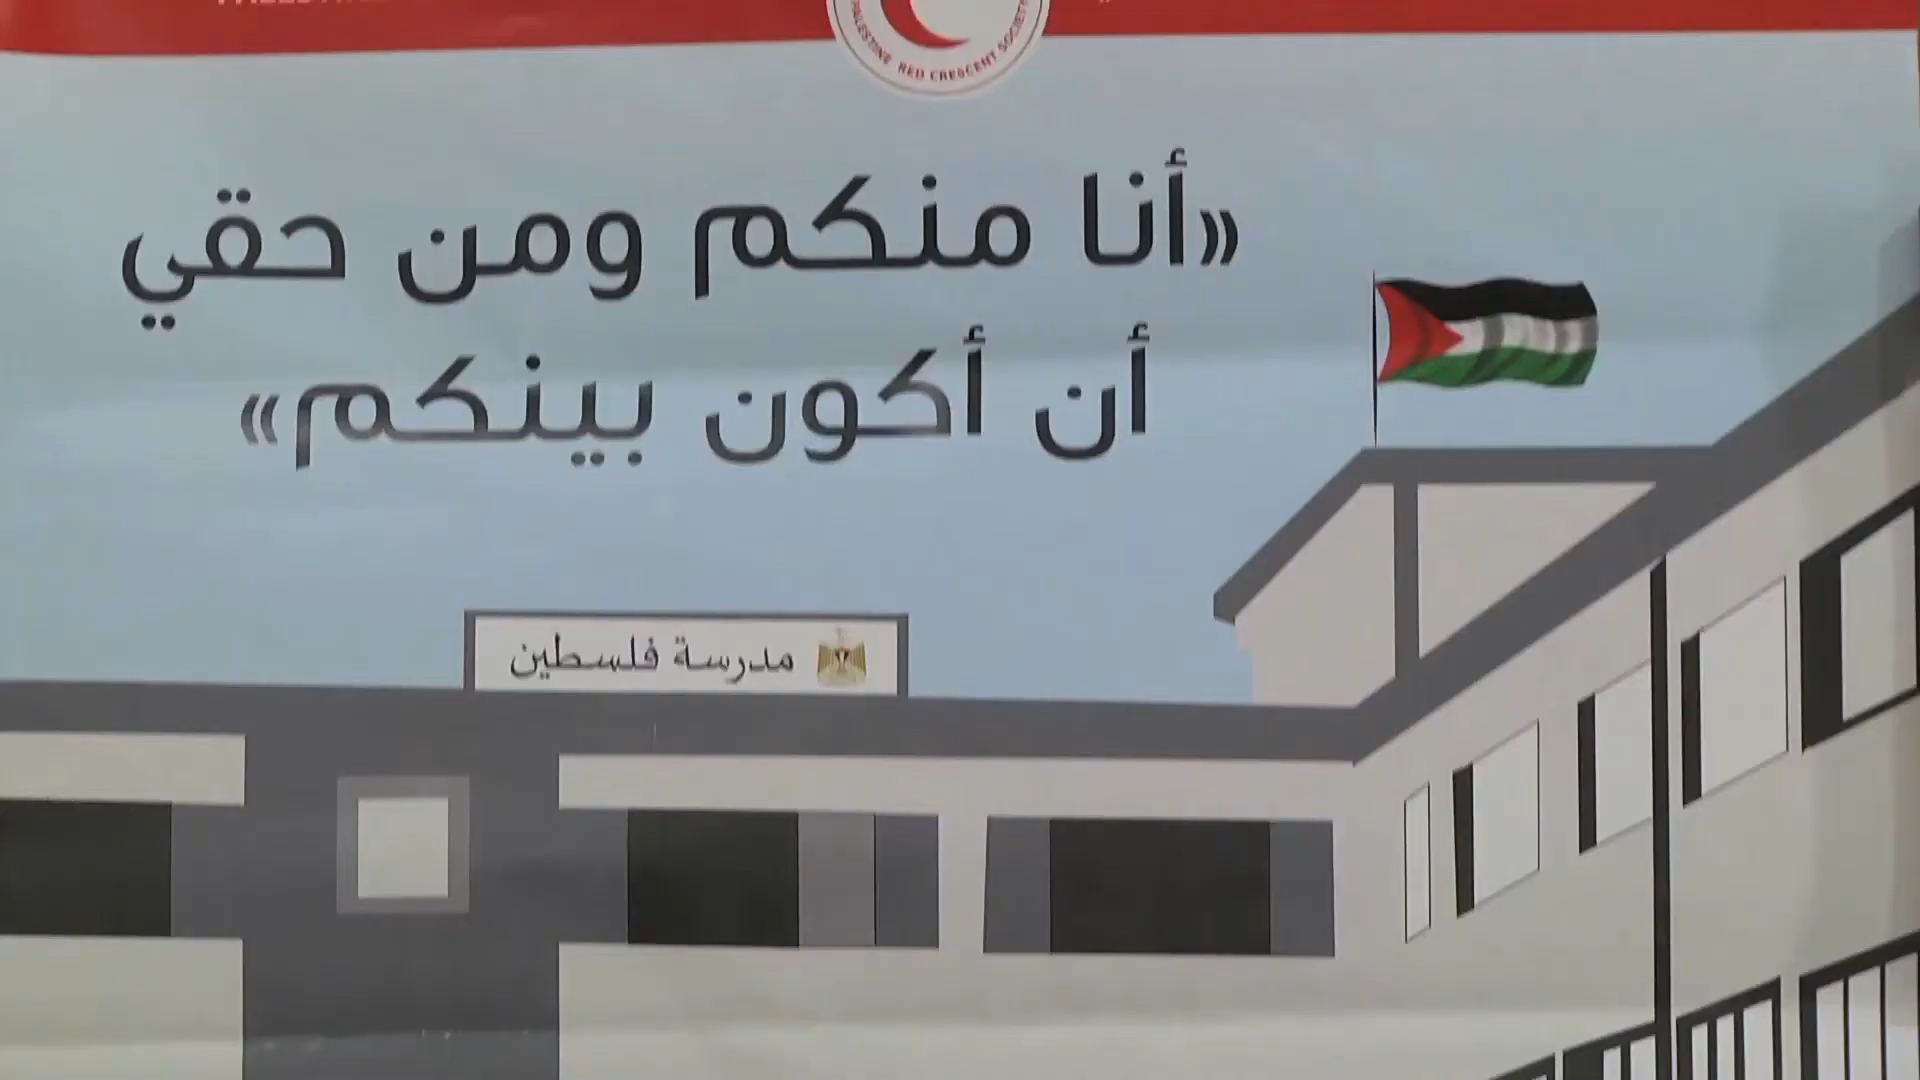 PALESTINE RED CRESCENT SOCIETY
«أنا منكم ومن حقي
أن أكون بينكم»
مدرسة فلسطين